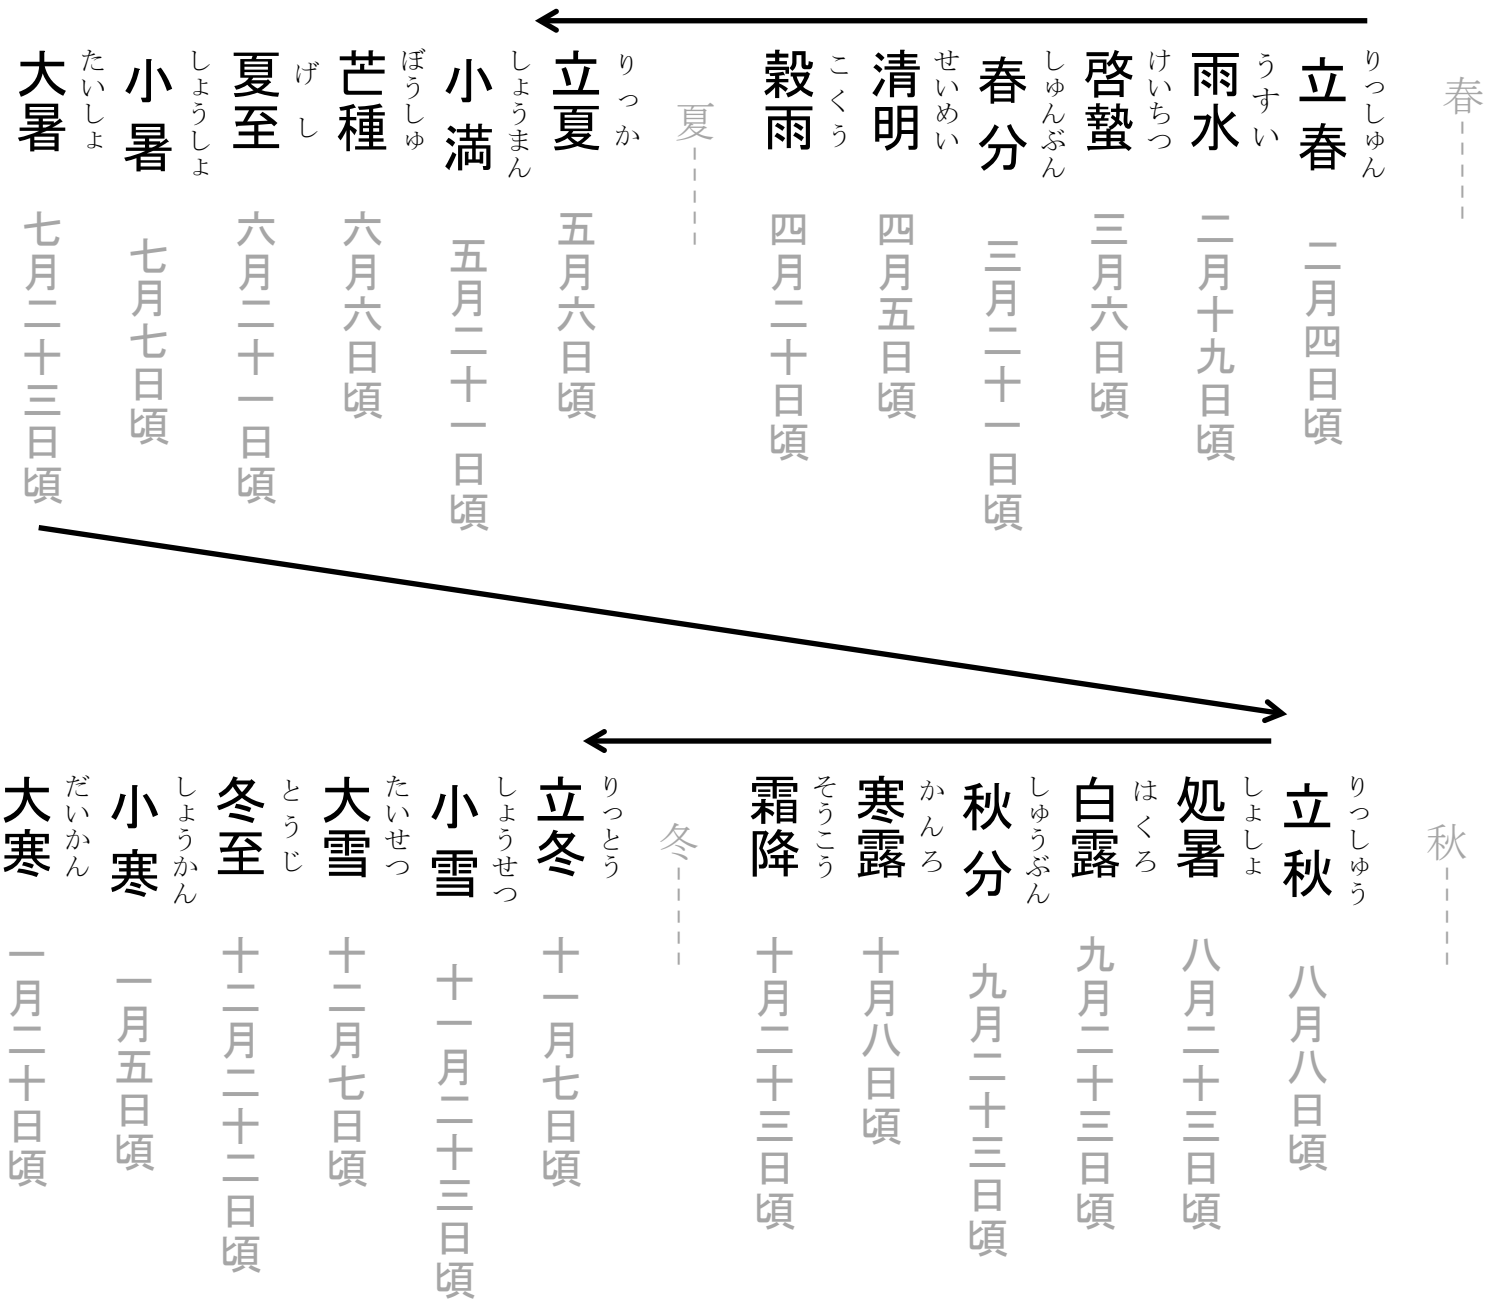 春
りっしゅん
立春 二月四日頃
うすい
雨水 二月十九日頃
けいちつ
啓蟄 三月六日頃
しゅんぶん
春分 三月二十一日頃
せいめい
清明 四月五日頃
こくう
穀雨 四月二十日頃
夏
りっか
立夏 五月六日頃
しょうまん
小満 五月二十一日頃
ぼうしゅ
芒種 六月六日頃
げし
夏至 六月二十一日頃
しょうしょ
小暑 七月七日頃
たいしょ
大暑 七月二十三日頃
秋
りっしゅう
立秋 八月八日頃
しょしょ
処暑 八月二十三日頃
はくろ
白露 九月二十三日頃
しゅうぶん
秋分 九月二十三日頃
かんろ
寒露 十月八日頃
そうこう
霜降 十月二十三日頃
冬
りっとう
立冬 十一月七日頃
しょうせつ
小雪 十一月二十三日頃
たいせつ
大雪 十二月七日頃
とうじ
冬至 十二月二十二日頃
しょうかん
小寒 一月五日頃
だいかん
大寒 一月二十日頃